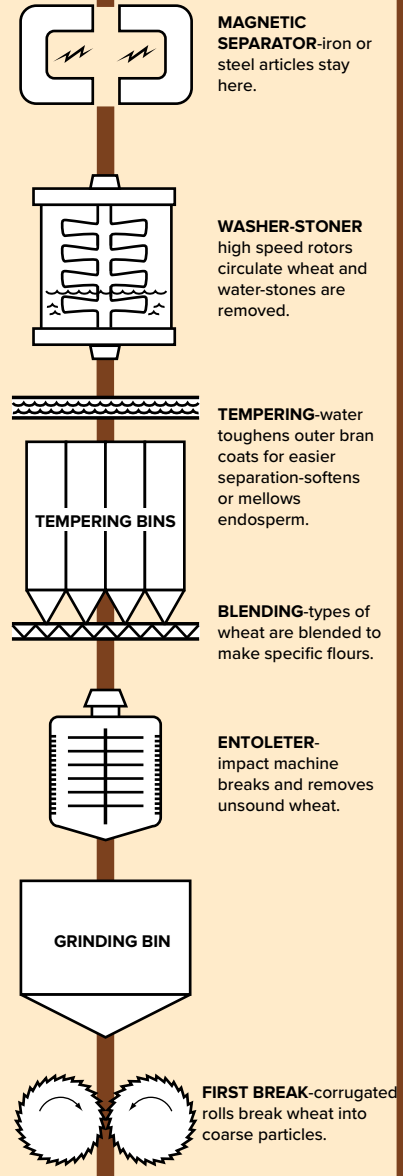 MAGNETIC
SEPARATOR-iron or
steel articles stay
here.
WASHER-STONER
high speed rotors
circulate wheat and
water-stones are
removed.
TEMPERING-water
toughens outer bran
coats for easier
separation-softens
or mellows
endosperm.
TEMPERING BINS
BLENDING-types of
wheat are blended to
make specific flours.
ENTOLETER-
impact machine
breaks and removes
unsound wheat.
GRINDING BIN
FIRST BREAK-corrugated
rolls break wheat into
coarse particles.